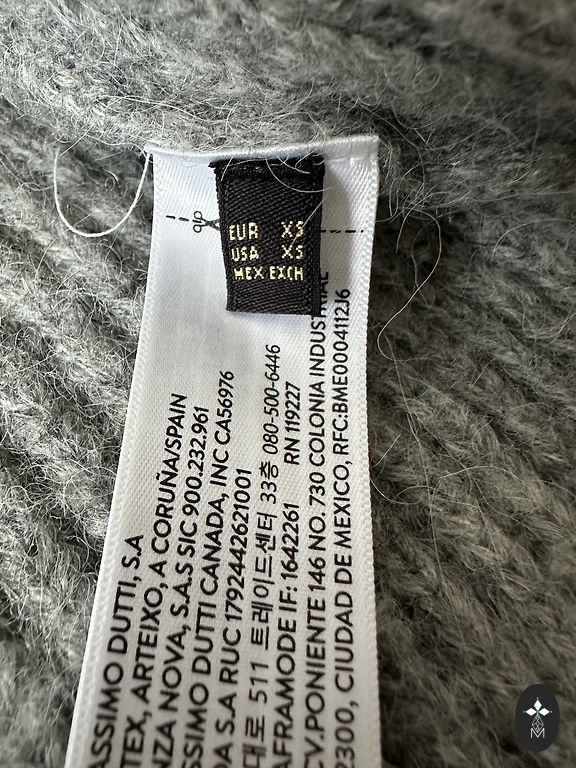 EUR XS
USA XS
MEX EXCH
ASSIMO DUTTI, S.A
TEX, ARTEIXO, A CORUÑA/SPAIN
NZA NOVA, S.A.S SIC 900.232.961
SSIMO DUTTI CANADA, INC CA56976
DA S.A RUC 1792442621001
대로 511 트레이드센터 33층 080-500-6446
AFRAMODE IF: 1642261 RN 119227
CV.PONIENTE 146 NO. 730 COLONIA INDUSTRIAL
2300, CIUDAD DE MEXICO, RFC:BME0004112J6
M